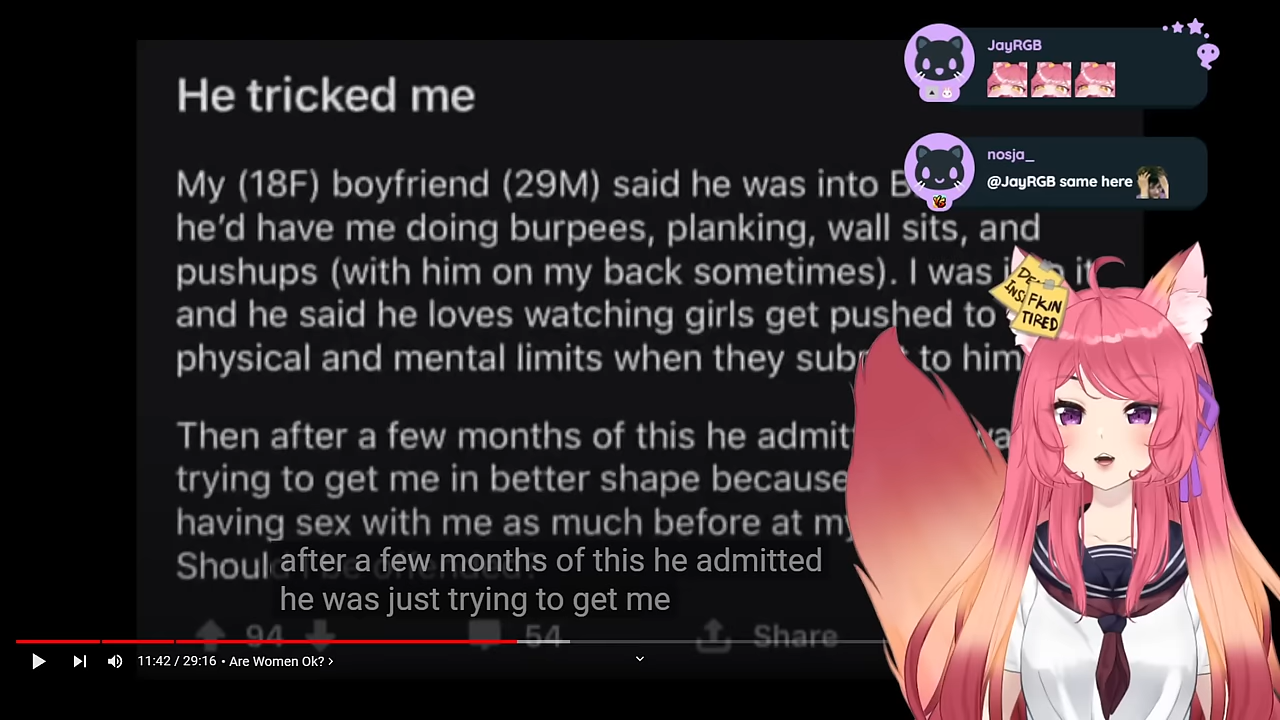 He tricked me
My (18F) boyfriend (29M) said he was into
he'd have me doing burpees, planking, wall sits, and
pushups (with him on my back sometimes). I was
and he said he loves watching girls get pushed to
physical and mental limits when they to him
Then after a few months of this he
trying to get me in better shape because
having sex with me as much before at
after a few months of this he admitted
he was just trying to get me
94 54 Share
11:42 / 29:16 • Are Women Ok? ›
JayRGB
nosja_
@JayRGB same here
FKIN
TIRED